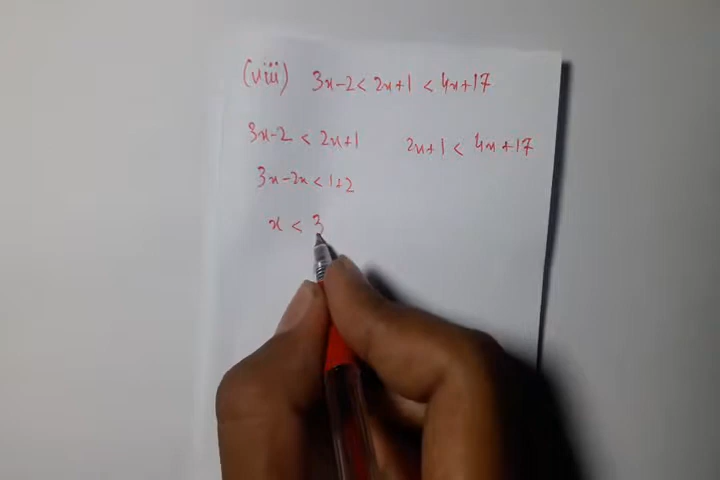 (viii) 3x-2 < 2x+1 < 4x+17
3x-2 < 2x+1 2x+1 < 4x+17
3x-2x < 1+2
x < 3